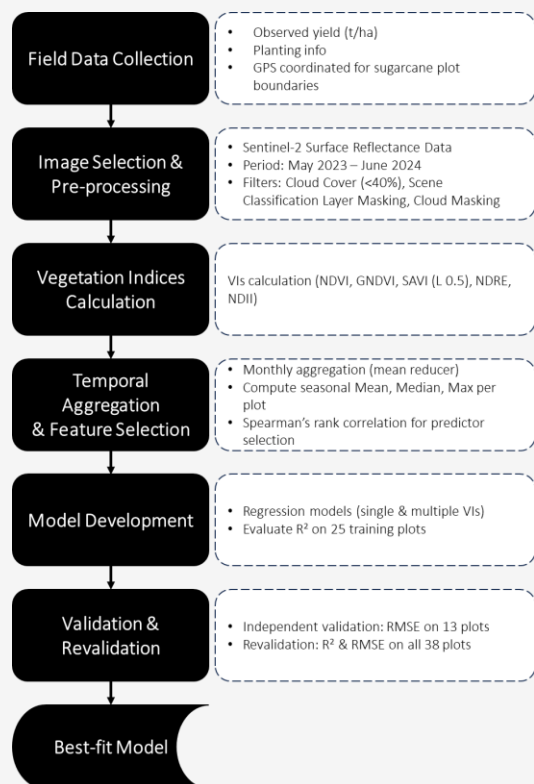 Field Data Collection
• Observed yield (t/ha)
• Planting info
• GPS coordinated for sugarcane plot
boundaries
Image Selection &
Pre-processing
• Sentinel-2 Surface Reflectance Data
• Period: May 2023 – June 2024
• Filters: Cloud Cover (<40%), Scene
Classification Layer Masking, Cloud Masking
Vegetation Indices
Calculation
VIs calculation (NDVI, GNDVI, SAVI (L 0.5), NDRE,
NDII)
Temporal
Aggregation
& Feature Selection
• Monthly aggregation (mean reducer)
• Compute seasonal Mean, Median, Max per
plot
• Spearman’s rank correlation for predictor
selection
Model Development
• Regression models (single & multiple VIs)
• Evaluate R² on 25 training plots
Validation &
Revalidation
• Independent validation: RMSE on 13 plots
• Revalidation: R² & RMSE on all 38 plots
Best-fit Model